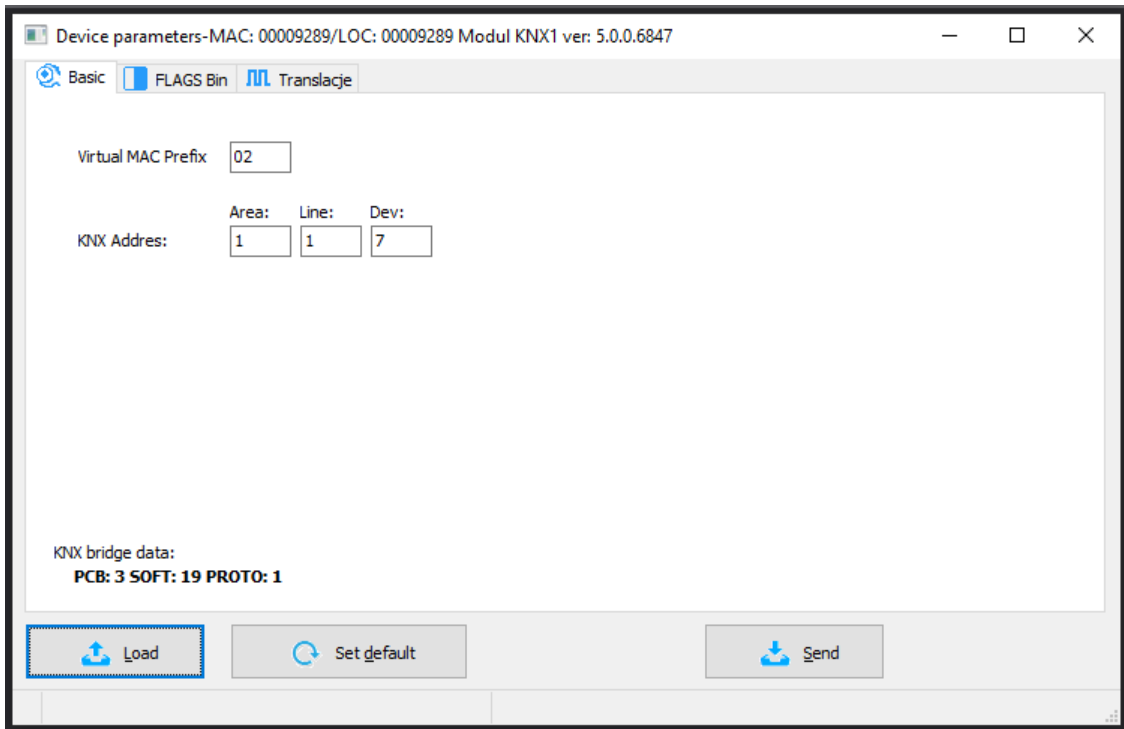 Device parameters-MAC: 00009289/LOC: 00009289 Modul KNX1 ver: 5.0.0.6847
Basic FLAGS Bin Translacje
Virtual MAC Prefix 02
Area: Line: Dev:
KNX Addres: 1 1 7
KNX bridge data:
PCB: 3 SOFT: 19 PROTO: 1
Load Set default Send